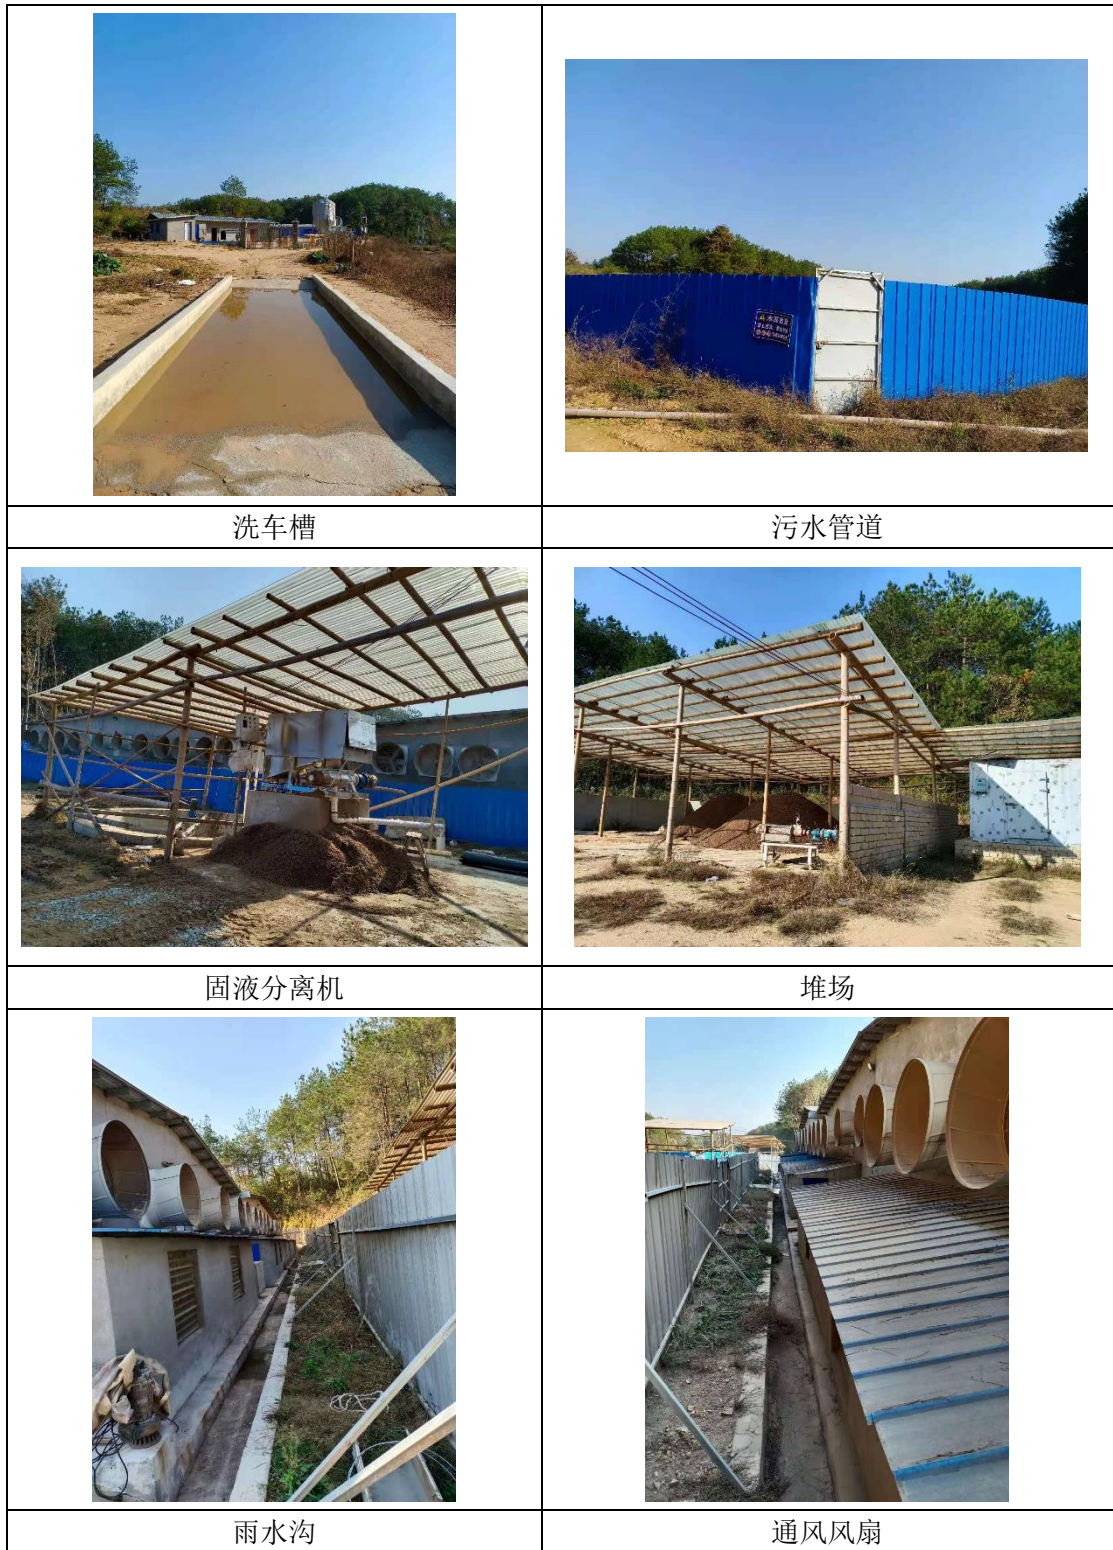 洗车槽
污水管道
固液分离机
堆场
雨水沟
通风风扇